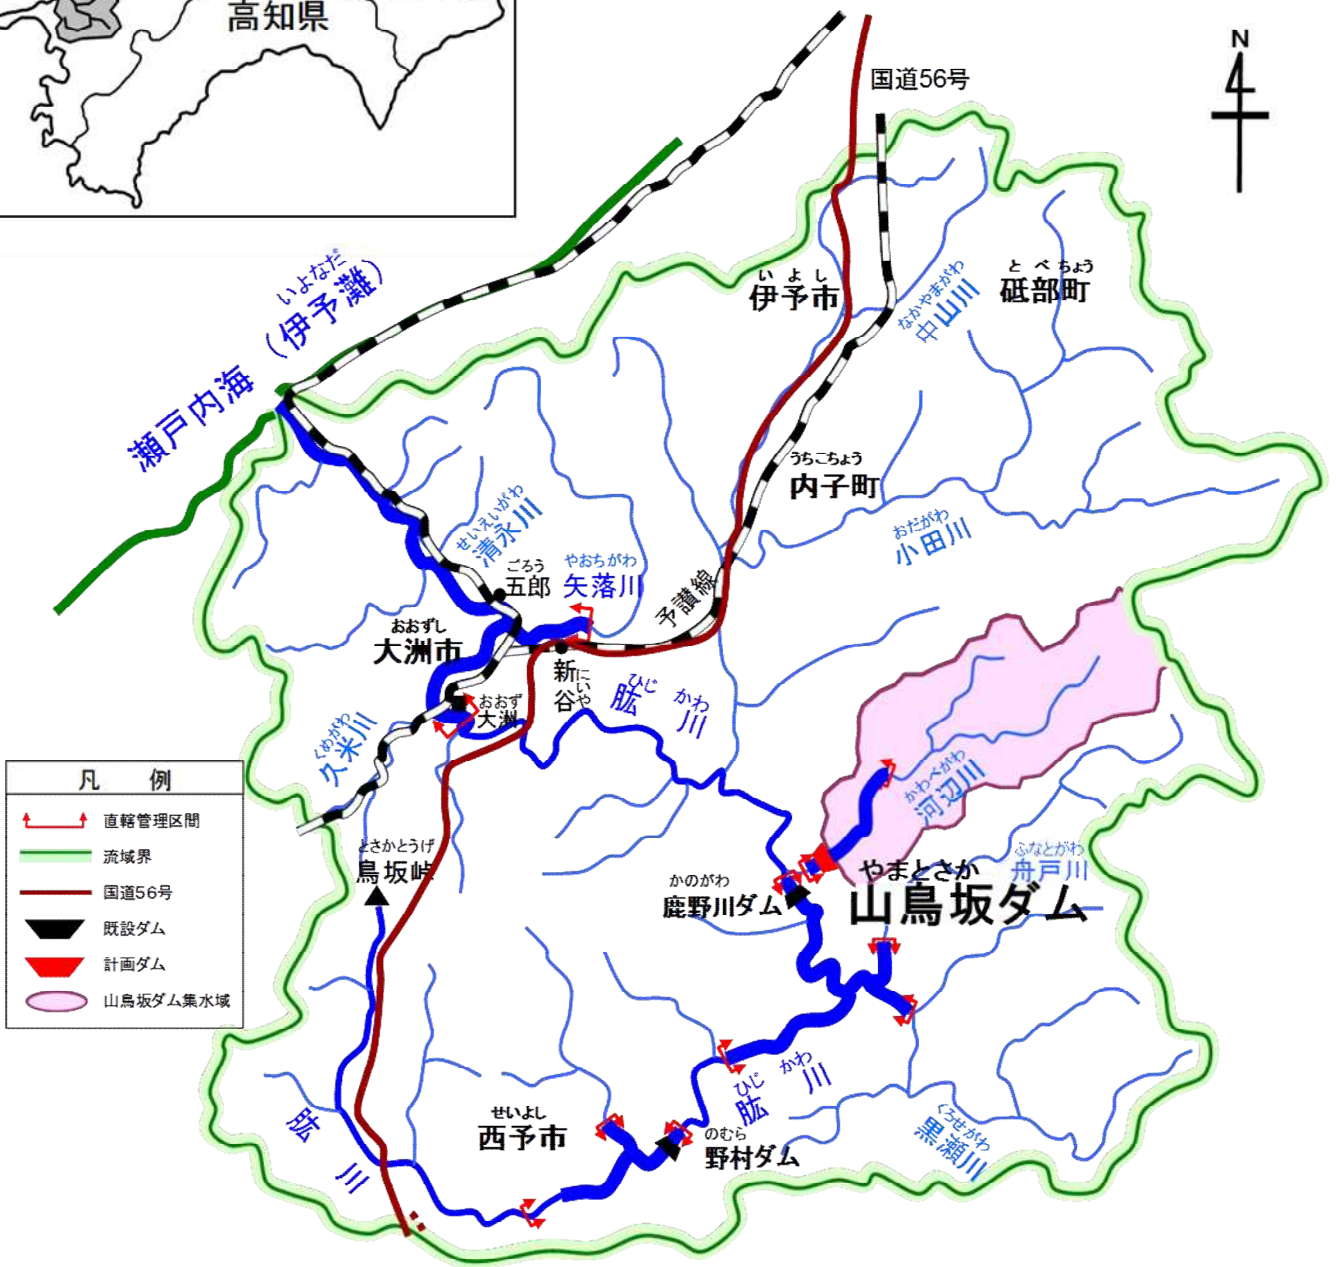 高知県
N
国道56号
いよなだ
瀬戸内海（伊予灘）
いよし
伊予市
なかやまがわ
中山川
とべちょう
砥部町
うちこちょう
内子町
おだがわ
小田川
せいえいがわ
清永川
ごろう
五郎
やおちがわ
矢落川
予讃線
おおずし
大洲市
にいや
新谷
ひじかわ
肱川
おおず
大洲
くめがわ
久米川
かわべがわ
河辺川
とさかとうげ
鳥坂峠
ふなとがわ
舟戸川
かのがわ
鹿野川ダム
やまとさか
山鳥坂ダム
凡例
直轄管理区間
流域界
国道56号
既設ダム
計画ダム
山鳥坂ダム集水域
ひじかわ
肱川
せいよし
西予市
のむら
野村ダム
くろせがわ
黒瀬川
肱川